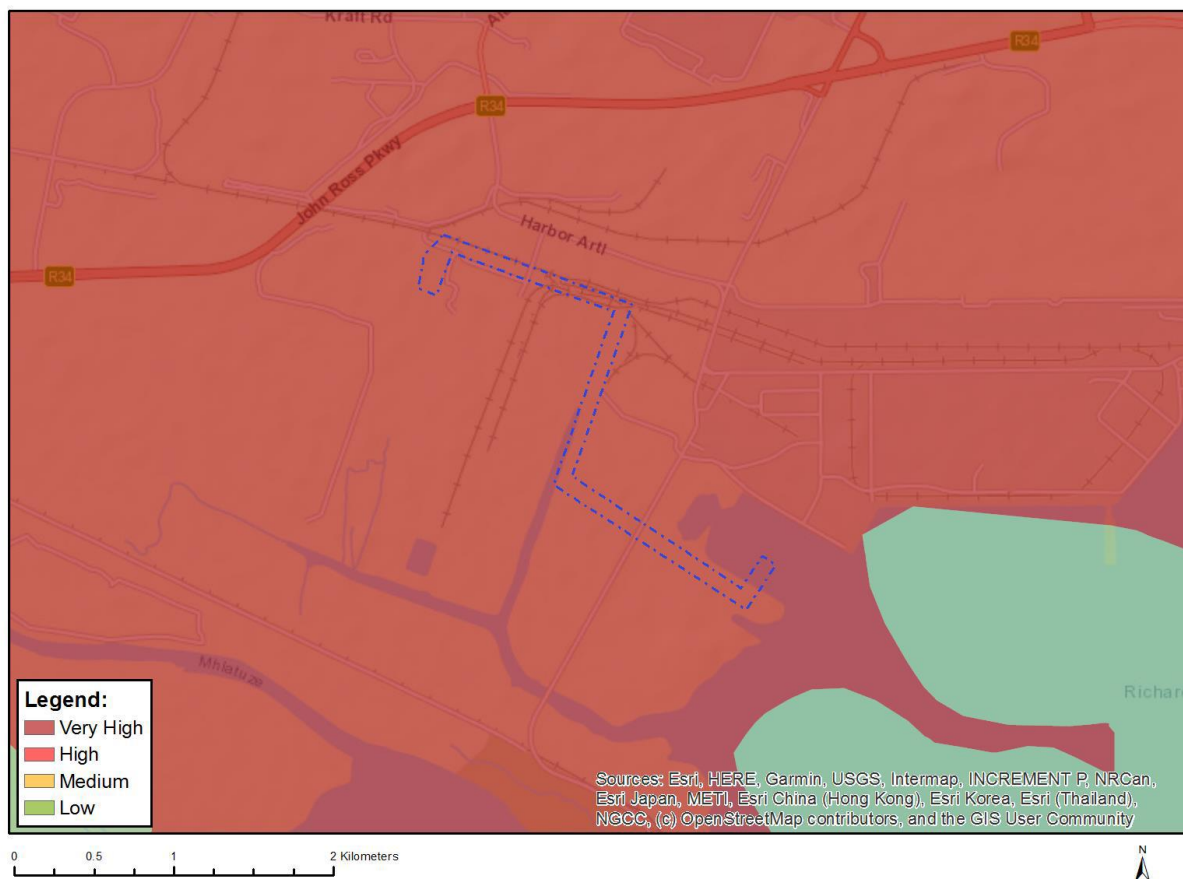 Kraft Rd
R34
R34
John Ross Pkwy
Harbor Artl
R34
Mhlatuze
Richar
Legend:
Very High
High
Medium
Low
Sources: Esri, HERE, Garmin, USGS, Intermap, INCREMENT P, NRCan,
Esri Japan, METI, Esri China (Hong Kong), Esri Korea, Esri (Thailand),
NGCC, (c) OpenStreetMap contributors, and the GIS User Community
0 0.5 1 2 Kilometers
N